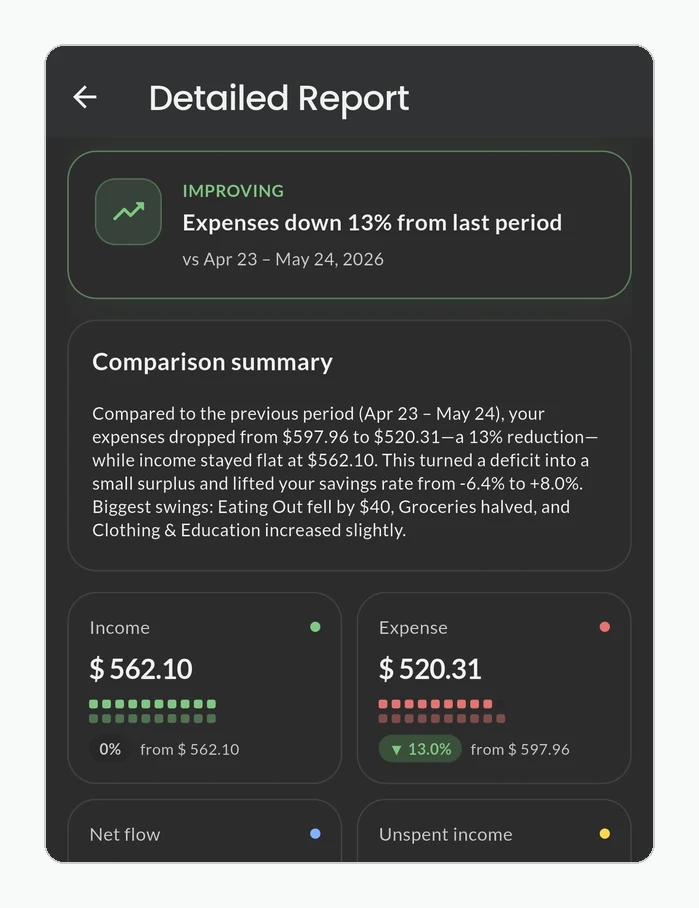 Detailed Report
IMPROVING
Expenses down 13% from last period
vs Apr 23 – May 24, 2026
Comparison summary
Compared to the previous period (Apr 23 – May 24), your
expenses dropped from $597.96 to $520.31—a 13% reduction—
while income stayed flat at $562.10. This turned a deficit into a
small surplus and lifted your savings rate from -6.4% to +8.0%.
Biggest swings: Eating Out fell by $40, Groceries halved, and
Clothing & Education increased slightly.
Income
$ 562.10
0% from $ 562.10
Expense
$ 520.31
▼ 13.0% from $ 597.96
Net flow
Unspent income